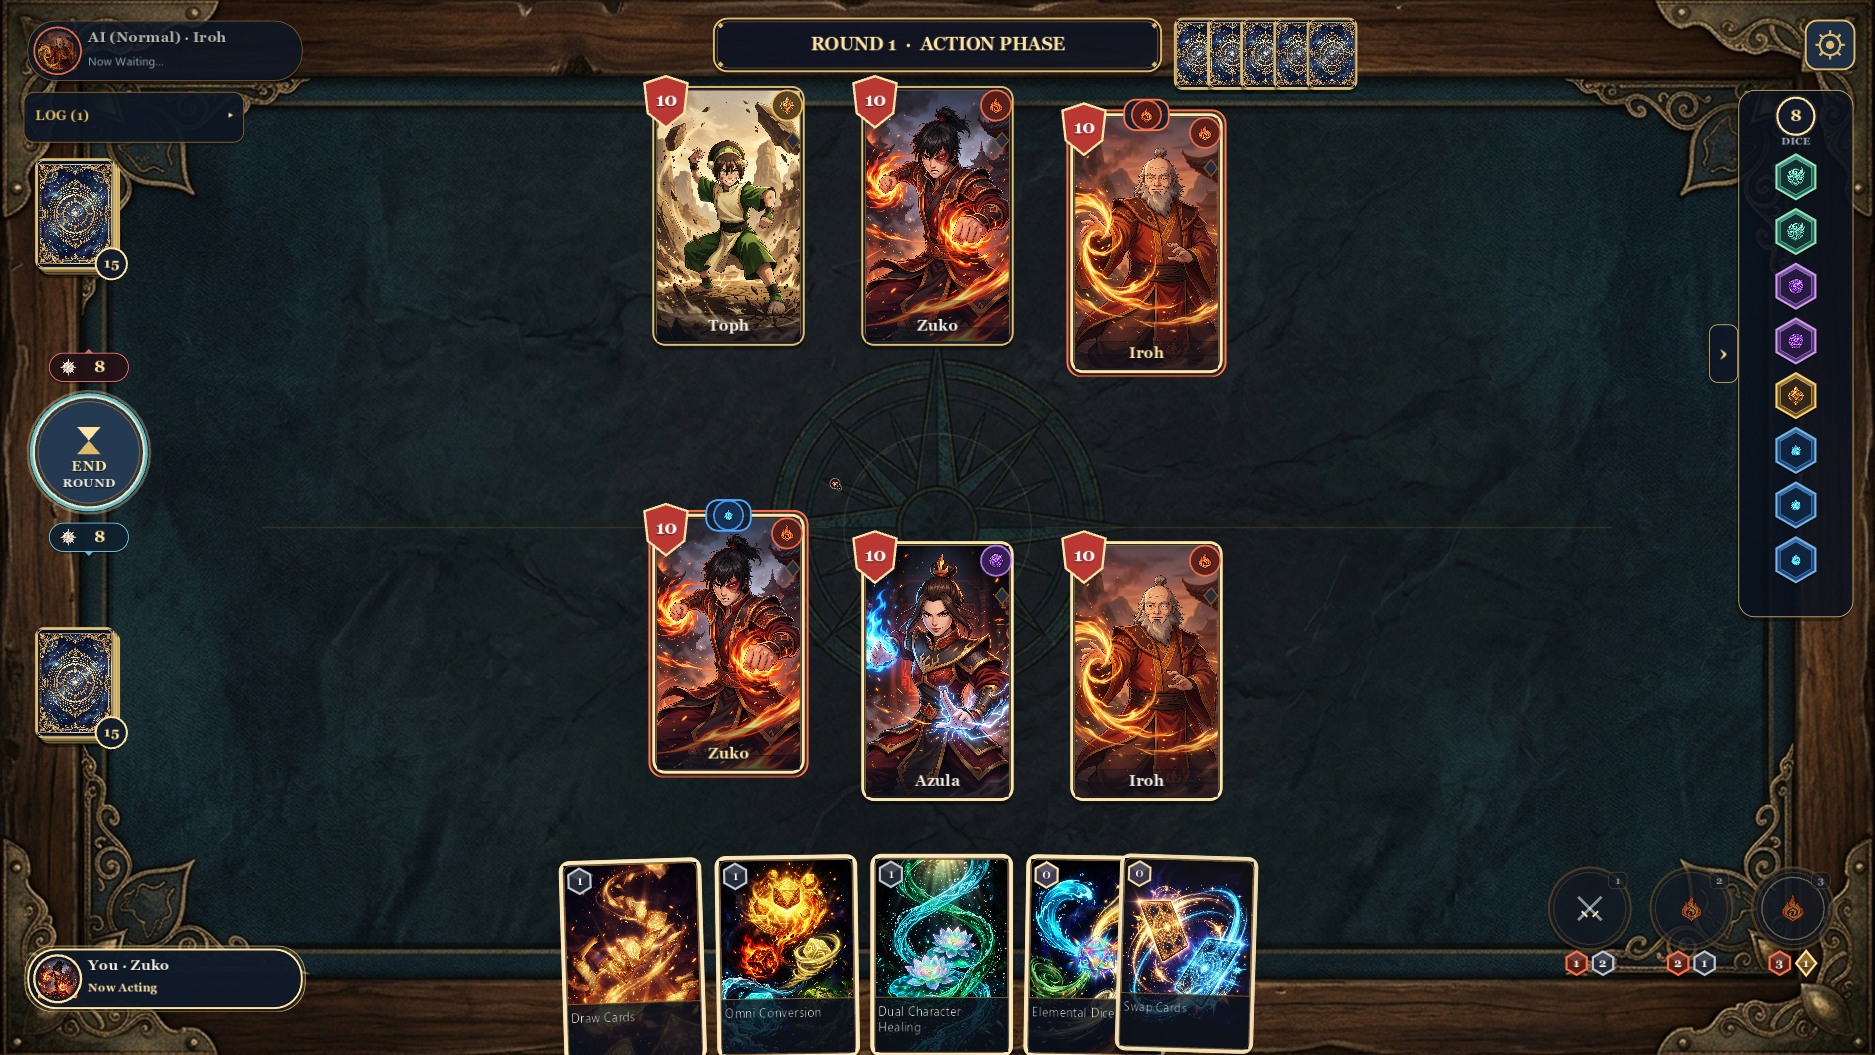 AI (Normal) · Iroh
Now Waiting...
ROUND 1 · ACTION PHASE
LOG (1)
8
DICE
10
10
10
Toph
Zuko
Iroh
15
8
END
ROUND
8
10
10
10
Zuko
Azula
Iroh
15
1
1
1
0
0
Draw Cards
Omni Conversion
Dual Character
Healing
Elemental Dice
Swap Cards
1
2
3
1
2
2
1
3
1
You · Zuko
Now Acting